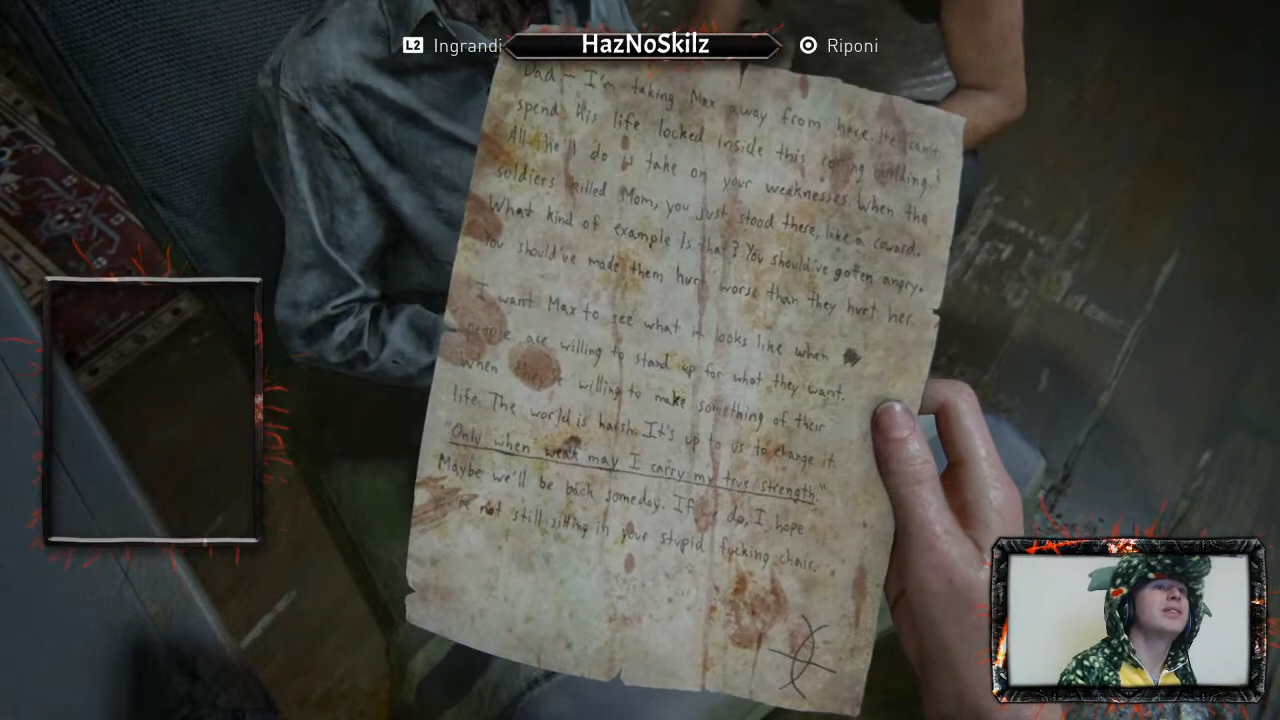 L2 Ingrandi
HazNoSkilz
Riponi
Dad - I'm taking Max away from here. He can't
spend his life locked inside this rotting building.
All he'll do is take on your weaknesses. When the
soldiers killed Mom, you just stood there, like a coward.
What kind of example is that? You should've gotten angry.
You should've made them hurt worse than they hurt her.
I want Max to see what it looks like when
people are willing to stand up for what they want.
When they're willing to make something of their
life. The world is harsh. It's up to us to change it.
"Only when weak may I carry my true strength."
Maybe we'll be back someday. If do, I hope
not still sitting in your stupid fucking chair.